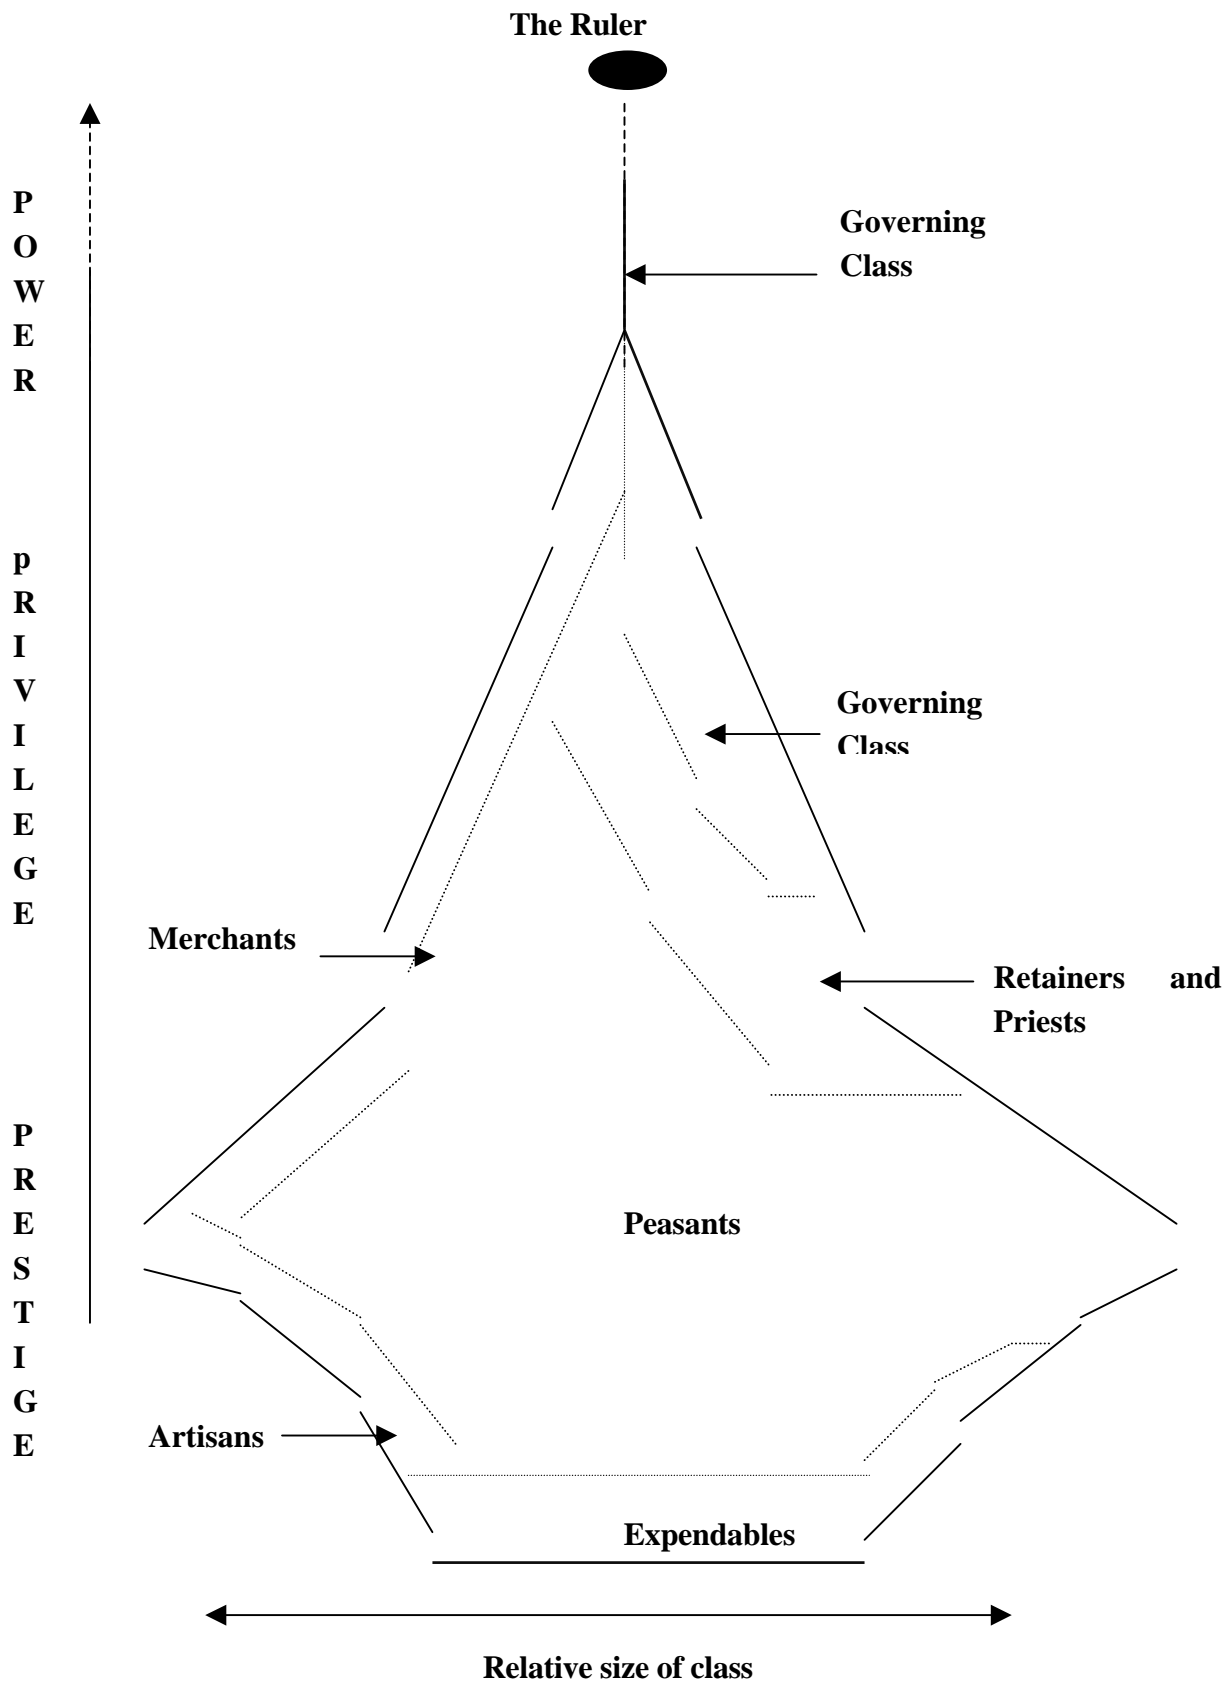 The Ruler
P
O
W
E
R
Governing
Class
p
R
I
V
I
L
E
G
E
Governing
Class
Merchants
Retainers and
Priests
P
R
E
S
T
I
G
E
Peasants
Artisans
Expendables
Relative size of class